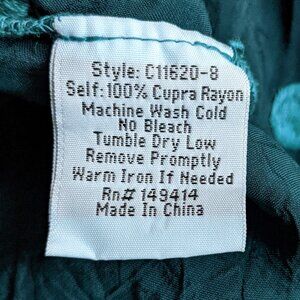 Style: C11620-8
Self:100% Cupra Rayon
Machine Wash Cold
No Bleach
Tumble Dry Low
Remove Promptly
Warm Iron If Needed
Rn# 149414
Made In China